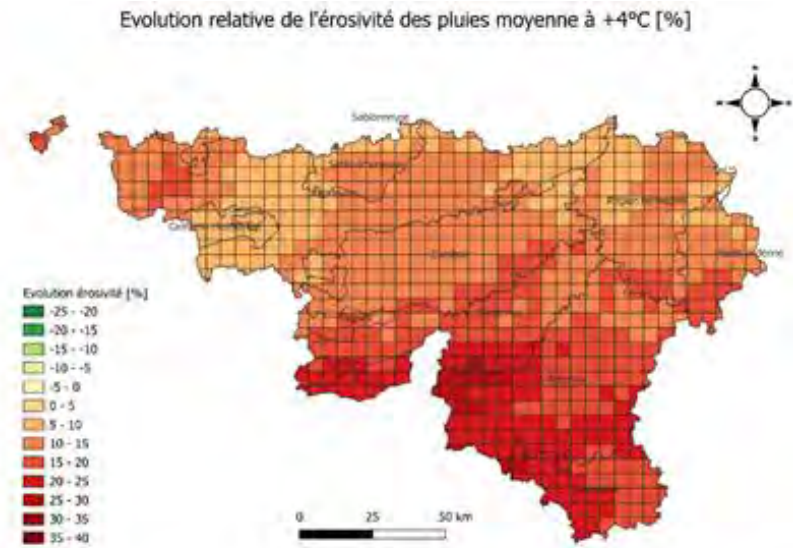 Evolution relative de l'érosivité des pluies moyenne à +4°C [%]
Evolution érosivité [%]
-25 - -20
-20 - -15
-15 - -10
-10 - -5
-5 - 0
0 - 5
5 - 10
10 - 15
15 - 20
20 - 25
25 - 30
30 - 35
35 - 40
0 25 50 km